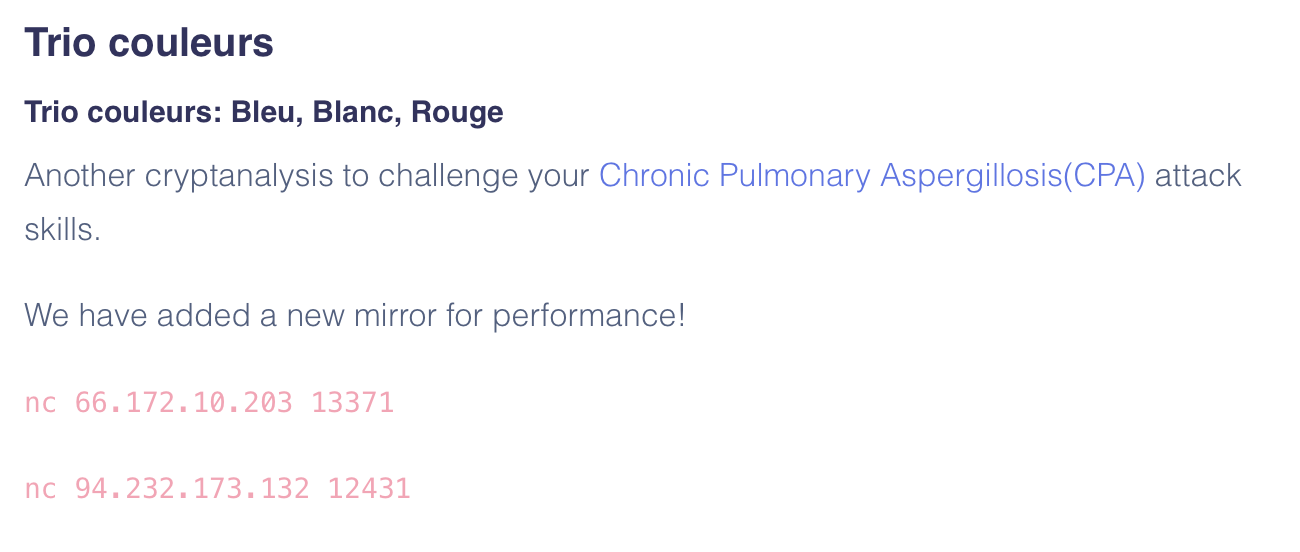 Trio couleurs
Trio couleurs: Bleu, Blanc, Rouge
Another cryptanalysis to challenge your Chronic Pulmonary Aspergillosis(CPA) attack
skills.
We have added a new mirror for performance!
nc 66.172.10.203 13371
nc 94.232.173.132 12431